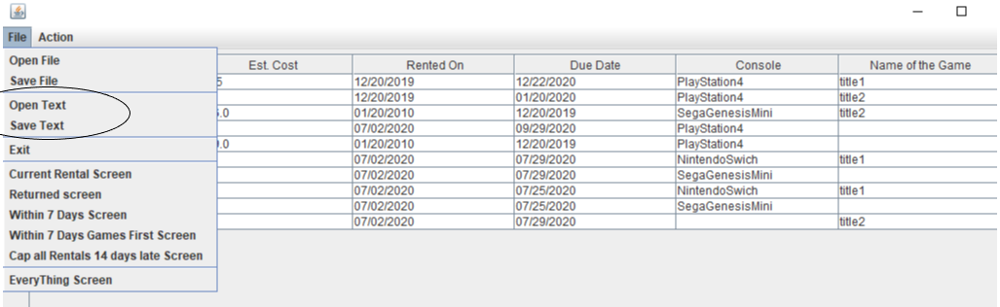 File Action
Open File
Save File
Open Text
Save Text
Exit
Current Rental Screen
Returned screen
Within 7 Days Screen
Within 7 Days Games First Screen
Cap all Rentals 14 days late Screen
EveryThing Screen
Est. Cost Rented On Due Date Console Name of the Game
5 12/20/2019 12/22/2020 PlayStation4 title1
12/20/2019 01/20/2020 PlayStation4 title2
.0 01/20/2010 12/20/2019 SegaGenesisMini title2
07/02/2020 09/29/2020 PlayStation4
.0 01/20/2010 12/20/2019 PlayStation4
07/02/2020 07/29/2020 NintendoSwich title1
07/02/2020 07/29/2020 SegaGenesisMini
07/02/2020 07/25/2020 NintendoSwich title1
07/02/2020 07/25/2020 SegaGenesisMini
07/02/2020 07/29/2020 title2